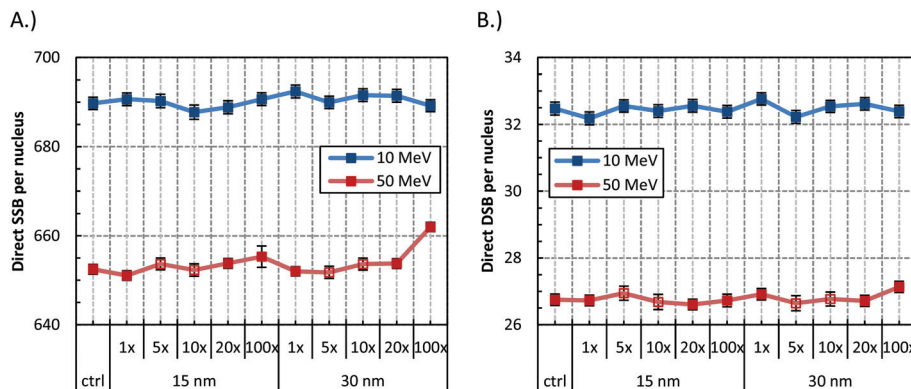 A.)
Direct SSB per nucleus
700
680
660
640
10 MeV
50 MeV
1x 5x 10x 20x 100x 1x 5x 10x 20x 100x
ctrl 15 nm 30 nm
B.)
Direct DSB per nucleus
34
32
30
28
26
10 MeV
50 MeV
1x 5x 10x 20x 100x 1x 5x 10x 20x 100x
ctrl 15 nm 30 nm